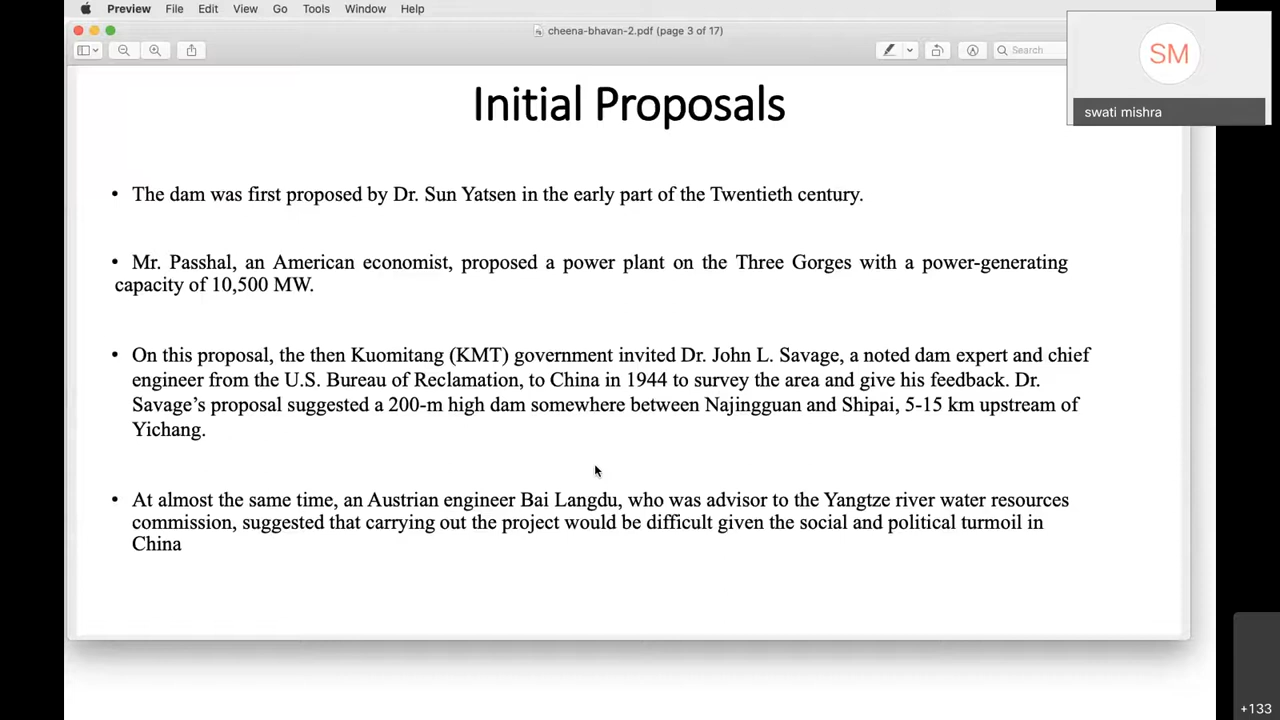 Preview File Edit View Go Tools Window Help
cheena-bhavan-2.pdf (page 3 of 17)
Search
SM
swati mishra
Initial Proposals
• The dam was first proposed by Dr. Sun Yatsen in the early part of the Twentieth century.
• Mr. Passhal, an American economist, proposed a power plant on the Three Gorges with a power-generating
capacity of 10,500 MW.
• On this proposal, the then Kuomitang (KMT) government invited Dr. John L. Savage, a noted dam expert and chief
engineer from the U.S. Bureau of Reclamation, to China in 1944 to survey the area and give his feedback. Dr.
Savage’s proposal suggested a 200-m high dam somewhere between Najingguan and Shipai, 5-15 km upstream of
Yichang.
• At almost the same time, an Austrian engineer Bai Langdu, who was advisor to the Yangtze river water resources
commission, suggested that carrying out the project would be difficult given the social and political turmoil in
China
+133